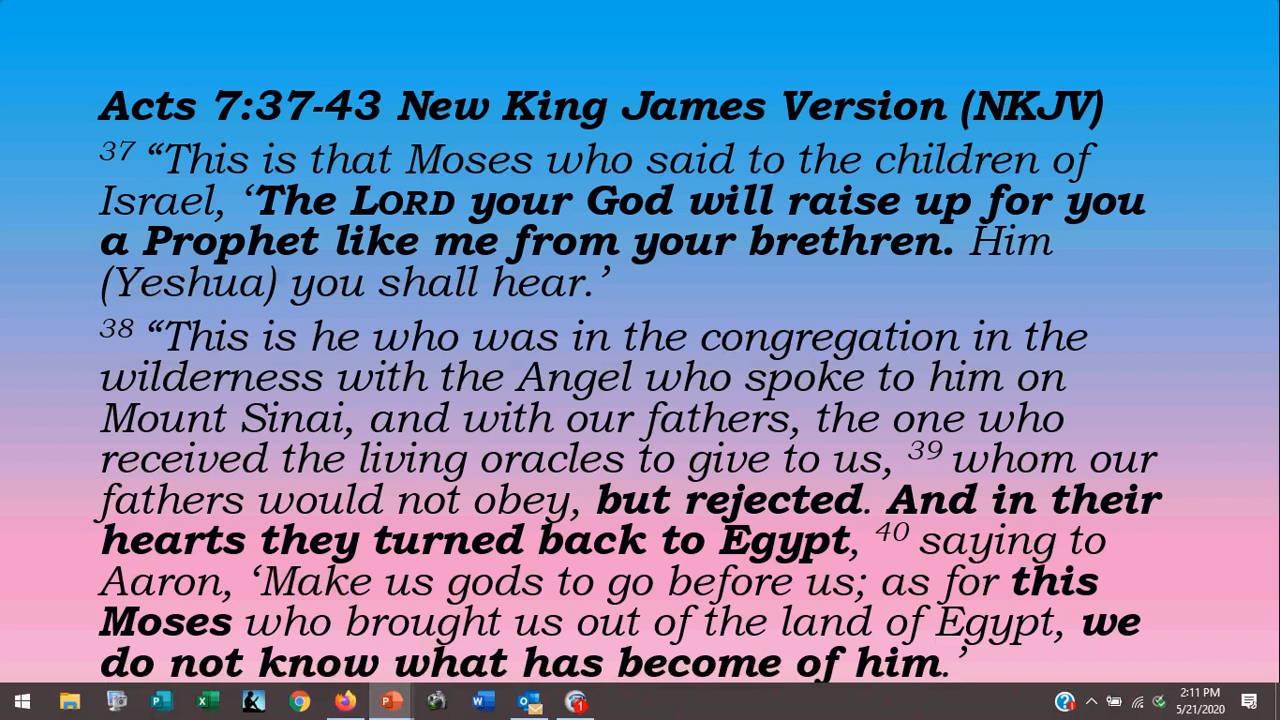 Acts 7:37-43 New King James Version (NKJV)
37 “This is that Moses who said to the children of
Israel, ‘The LORD your God will raise up for you
a Prophet like me from your brethren. Him
(Yeshua) you shall hear.’
38 “This is he who was in the congregation in the
wilderness with the Angel who spoke to him on
Mount Sinai, and with our fathers, the one who
received the living oracles to give to us, 39 whom our
fathers would not obey, but rejected. And in their
hearts they turned back to Egypt, 40 saying to
Aaron, ‘Make us gods to go before us; as for this
Moses who brought us out of the land of Egypt, we
do not know what has become of him.’
2:11 PM
5/21/2020